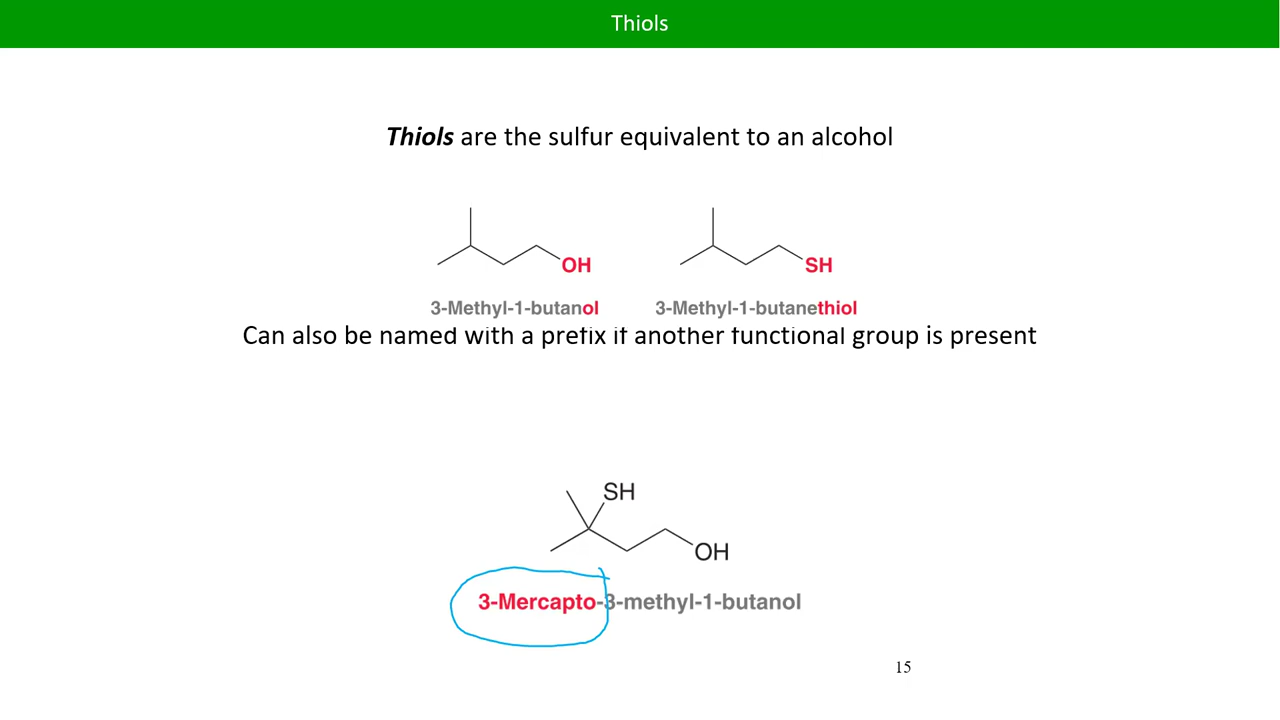 Thiols
Thiols are the sulfur equivalent to an alcohol
OH
SH
3-Methyl-1-butanol
3-Methyl-1-butanethiol
Can also be named with a prefix if another functional group is present
SH
OH
3-Mercapto-3-methyl-1-butanol
15